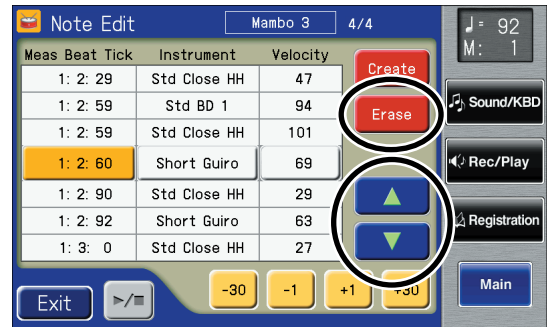 Note Edit Mambo 3 4/4 ♩= 92
M: 1
Meas Beat Tick Instrument Velocity
Create
1: 2: 29 Std Close HH 47
1: 2: 59 Std BD 1 94
Erase
Sound/KBD
1: 2: 59 Std Close HH 101
1: 2: 60 Short Guiro 69
Rec/Play
1: 2: 90 Std Close HH 29
1: 2: 92 Short Guiro 63
Registration
1: 3: 0 Std Close HH 27
Exit -30 -1 +1 +30 Main